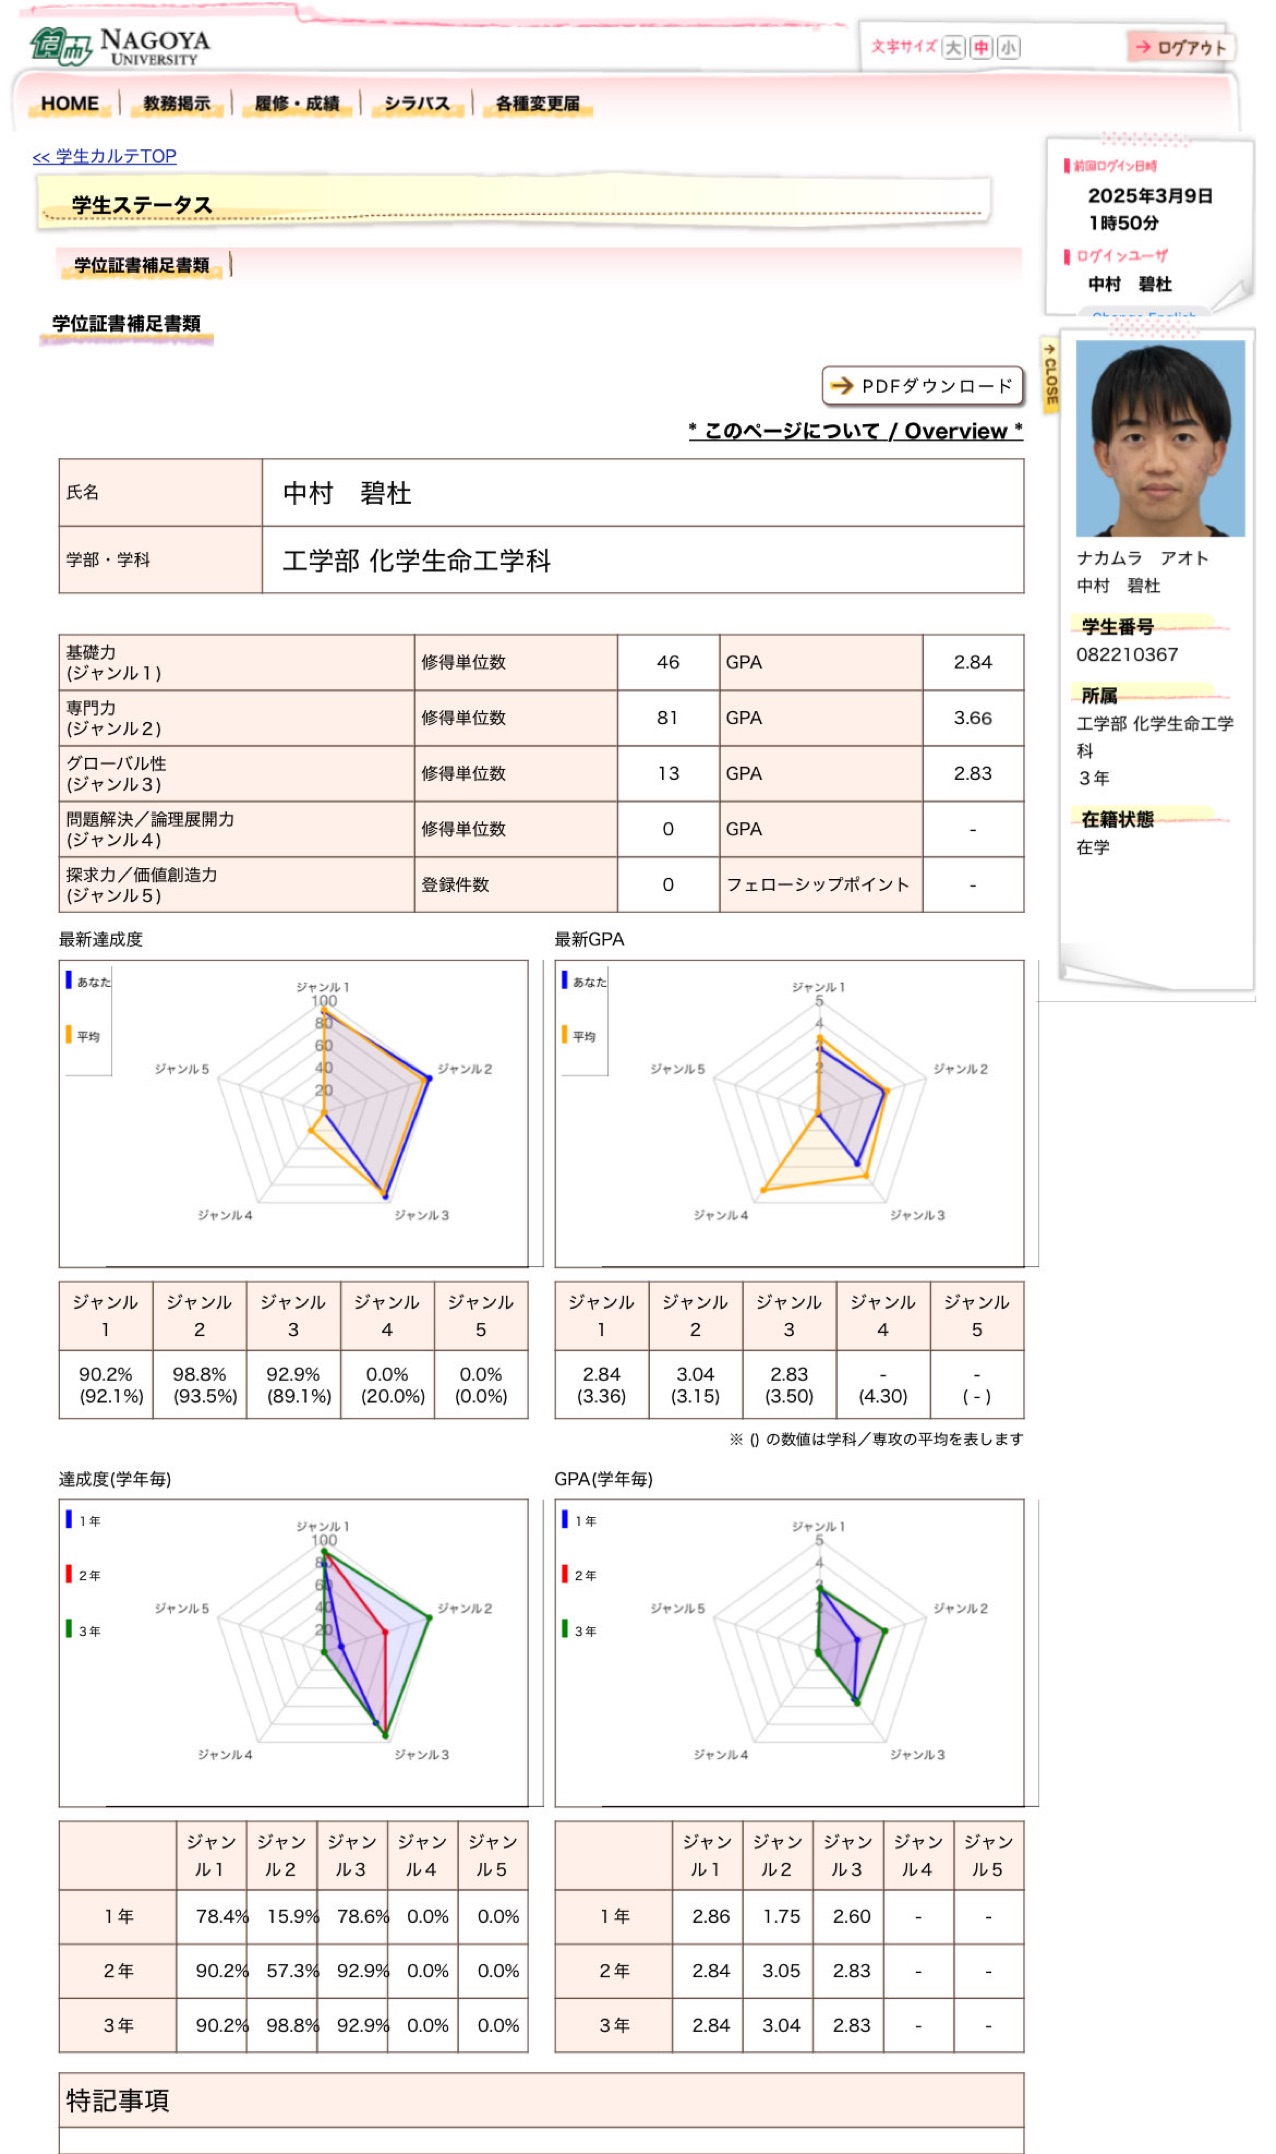 NAGOYA
UNIVERSITY
文字サイズ 大 中 小
→ ログアウト
HOME
教務掲示
履修・成績
シラバス
各種変更届
<< 学生カルテTOP
学生ステータス
学位証書補足書類
学位証書補足書類
→ PDFダウンロード
* このページについて / Overview *
氏名 中村 碧杜
学部・学科 工学部 化学生命工学科
基礎力
(ジャンル1) 修得単位数 46 GPA 2.84
専門力
(ジャンル2) 修得単位数 81 GPA 3.66
グローバル性
(ジャンル3) 修得単位数 13 GPA 2.83
問題解決／論理展開力
(ジャンル4) 修得単位数 0 GPA -
探求力／価値創造力
(ジャンル5) 登録件数 0 フェローシップポイント -
最新達成度
あなた
平均
ジャンル1
100
80
60
40
20
ジャンル5
ジャンル2
ジャンル4
ジャンル3
最新GPA
あなた
平均
ジャンル1
5
4
2
ジャンル5
ジャンル2
ジャンル4
ジャンル3
ジャンル1 ジャンル2 ジャンル3 ジャンル4 ジャンル5
90.2% 98.8% 92.9% 0.0% 0.0%
(92.1%) (93.5%) (89.1%) (20.0%) (0.0%)
ジャンル1 ジャンル2 ジャンル3 ジャンル4 ジャンル5
2.84 3.04 2.83 - -
(3.36) (3.15) (3.50) (4.30) ( - )
※ () の数値は学科／専攻の平均を表します
達成度(学年毎)
1年
2年
3年
ジャンル1
100
80
60
40
20
ジャンル5
ジャンル2
ジャンル4
ジャンル3
GPA(学年毎)
1年
2年
3年
ジャンル1
5
4
3
2
ジャンル5
ジャンル2
ジャンル4
ジャンル3
ジャンル1 ジャンル2 ジャンル3 ジャンル4 ジャンル5
1年 78.4% 15.9% 78.6% 0.0% 0.0%
2年 90.2% 57.3% 92.9% 0.0% 0.0%
3年 90.2% 98.8% 92.9% 0.0% 0.0%
ジャンル1 ジャンル2 ジャンル3 ジャンル4 ジャンル5
1年 2.86 1.75 2.60 - -
2年 2.84 3.05 2.83 - -
3年 2.84 3.04 2.83 - -
特記事項
前回ログイン日時
2025年3月9日
1時50分
ログインユーザ
中村 碧杜
Change English
→ CLOSE
ナカムラ アオト
中村 碧杜
学生番号
082210367
所属
工学部 化学生命工学
科
3年
在籍状態
在学